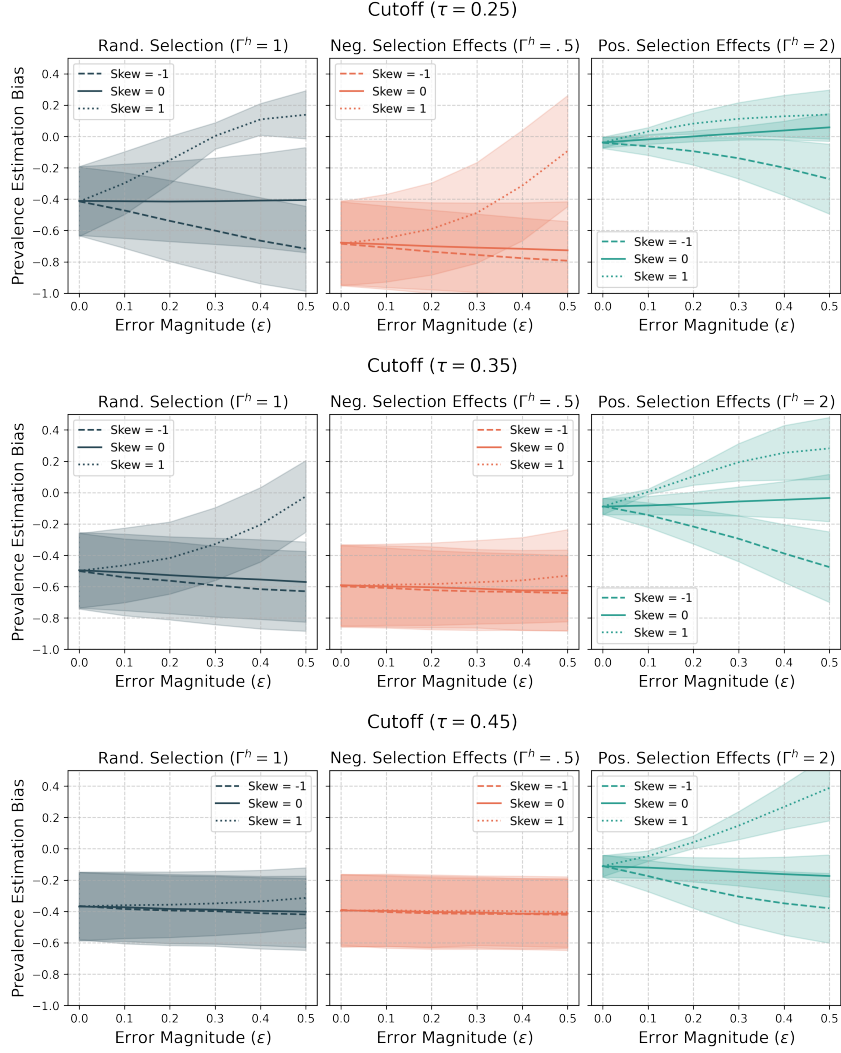 Cutoff (τ = 0.25)
Rand. Selection (Γʰ = 1)
Neg. Selection Effects (Γʰ = .5)
Pos. Selection Effects (Γʰ = 2)
Prevalence Estimation Bias
0.4
0.2
0.0
−0.2
−0.4
−0.6
−0.8
−1.0
Skew = -1
Skew = 0
Skew = 1
Skew = -1
Skew = 0
Skew = 1
Skew = -1
Skew = 0
Skew = 1
0.0 0.1 0.2 0.3 0.4 0.5
0.0 0.1 0.2 0.3 0.4 0.5
0.0 0.1 0.2 0.3 0.4 0.5
Error Magnitude (ε)
Error Magnitude (ε)
Error Magnitude (ε)
Cutoff (τ = 0.35)
Rand. Selection (Γʰ = 1)
Neg. Selection Effects (Γʰ = .5)
Pos. Selection Effects (Γʰ = 2)
Prevalence Estimation Bias
0.4
0.2
0.0
−0.2
−0.4
−0.6
−0.8
−1.0
Skew = -1
Skew = 0
Skew = 1
Skew = -1
Skew = 0
Skew = 1
Skew = -1
Skew = 0
Skew = 1
0.0 0.1 0.2 0.3 0.4 0.5
0.0 0.1 0.2 0.3 0.4 0.5
0.0 0.1 0.2 0.3 0.4 0.5
Error Magnitude (ε)
Error Magnitude (ε)
Error Magnitude (ε)
Cutoff (τ = 0.45)
Rand. Selection (Γʰ = 1)
Neg. Selection Effects (Γʰ = .5)
Pos. Selection Effects (Γʰ = 2)
Prevalence Estimation Bias
0.4
0.2
0.0
−0.2
−0.4
−0.6
−0.8
−1.0
Skew = -1
Skew = 0
Skew = 1
Skew = -1
Skew = 0
Skew = 1
Skew = -1
Skew = 0
Skew = 1
0.0 0.1 0.2 0.3 0.4 0.5
0.0 0.1 0.2 0.3 0.4 0.5
0.0 0.1 0.2 0.3 0.4 0.5
Error Magnitude (ε)
Error Magnitude (ε)
Error Magnitude (ε)